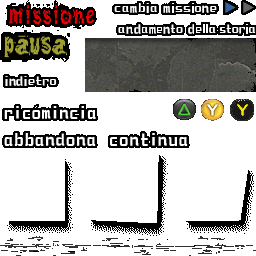 missione
cambia missione
andamento della storia
pausa
indietro
ricomincia
Y Y
abbandona continua